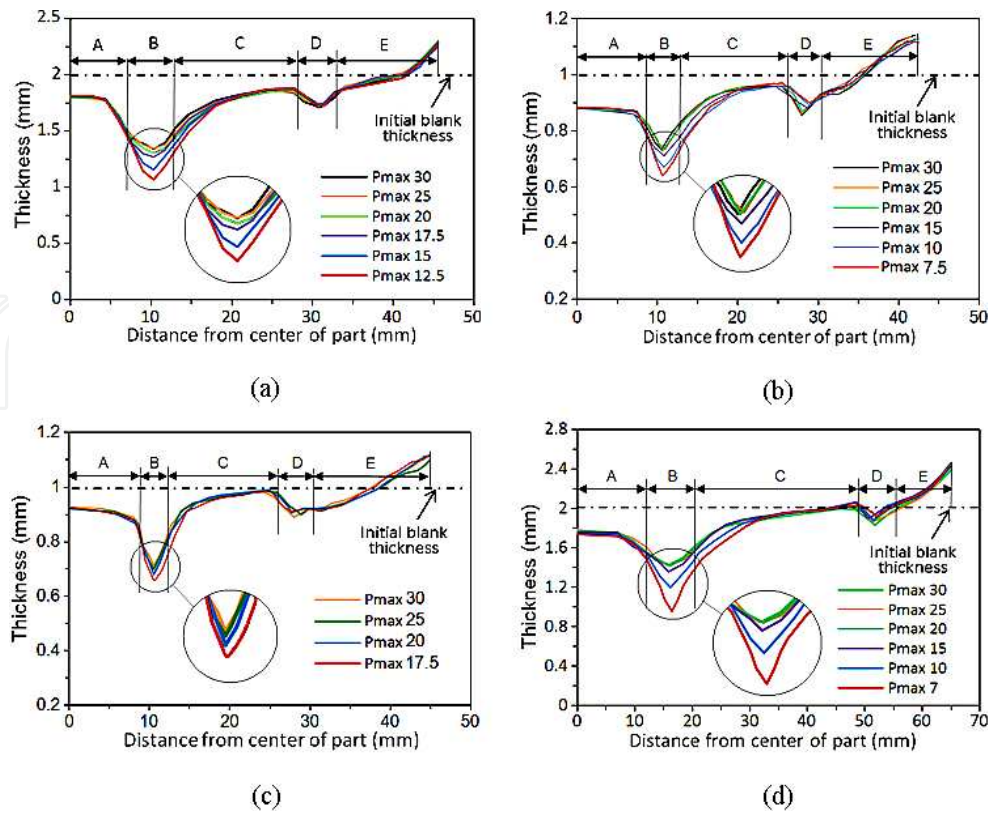 2.5
A B C D E
2
Initial blank
thickness
1.5
1
0.5
0
Thickness (mm)
Pmax 30
Pmax 25
Pmax 20
Pmax 17.5
Pmax 15
Pmax 12.5
0 10 20 30 40 50
Distance from center of part (mm)
(a)
1.2
A B C D E
1
Initial blank
thickness
0.8
0.6
0.4
0.2
Thickness (mm)
Pmax 30
Pmax 25
Pmax 20
Pmax 15
Pmax 10
Pmax 7.5
0 10 20 30 40 50
Distance from center of part (mm)
(b)
1.2
A B C D E
1
Initial blank
thickness
0.8
0.6
0.4
0.2
Thickness (mm)
Pmax 30
Pmax 25
Pmax 20
Pmax 17.5
0 10 20 30 40 50
Distance from center of part (mm)
(c)
2.8
2.4
A B C D E
2
Initial blank
thickness
1.6
1.2
0.8
0.4
0
Thickness (mm)
Pmax 30
Pmax 25
Pmax 20
Pmax 15
Pmax 10
Pmax 7
0 10 20 30 40 50 60 70
Distance from center of part (mm)
(d)